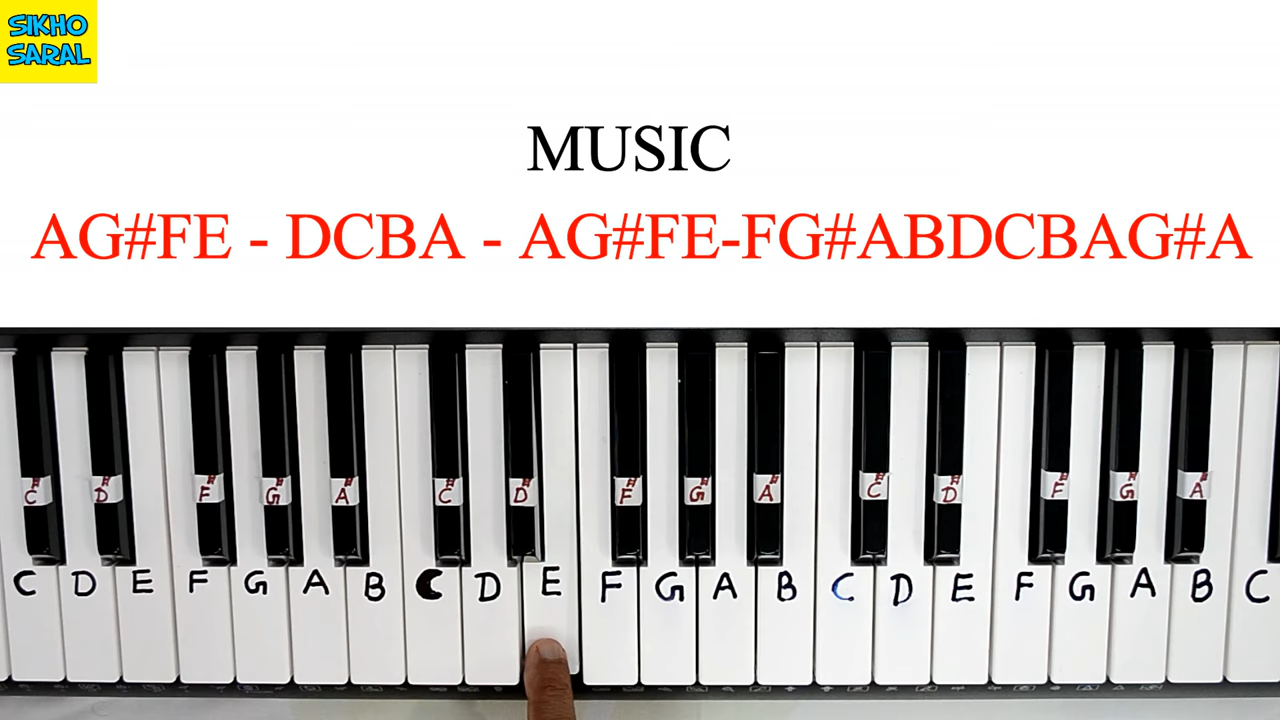 SIKHO
SARAL
MUSIC
AG#FE - DCBA - AG#FE-FG#ABDCBAG#A
C# D# F# G# A# C# D# F# G# A# C# D# F# G# A#
C D E F G A B C D E F G A B C D E F G A B C